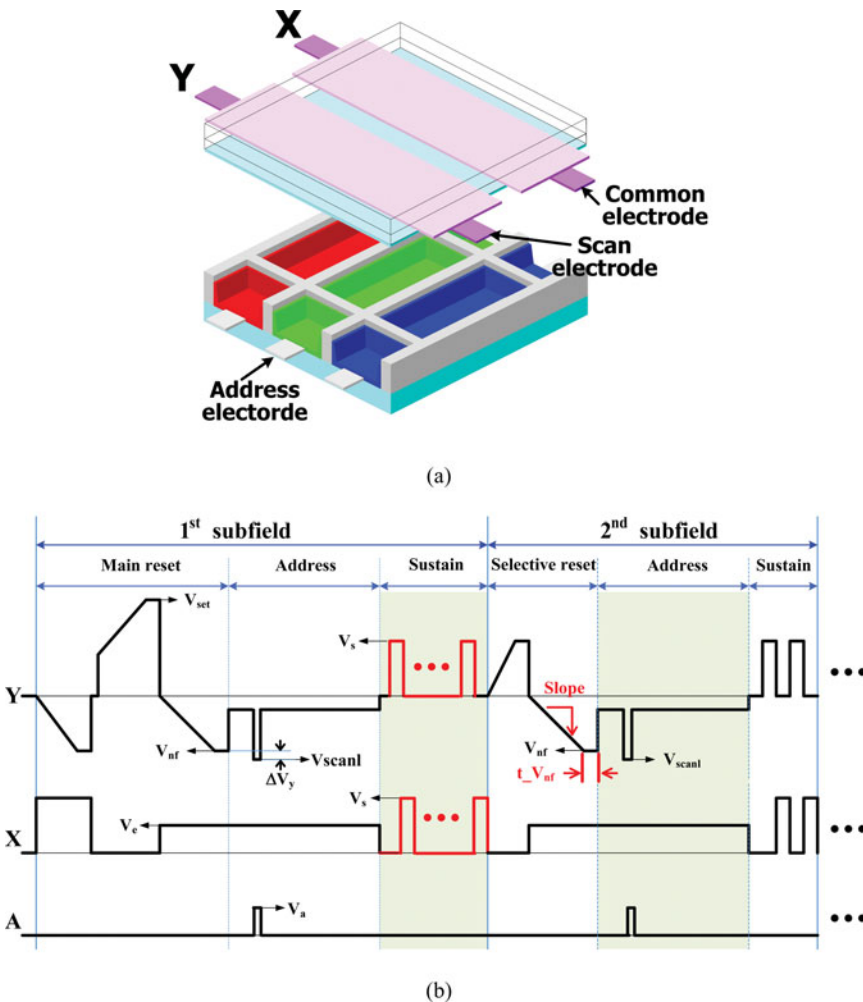 X
Y
Common
electrode
Scan
electrode
Address
electorde
(a)
1st subfield
2nd subfield
Main reset
Address
Sustain
Selective reset
Address
Sustain
Vset
Vs
Y
Slope
Vnf
Vscanl
ΔVy
Vnf
t_Vnf
Vscanl
Vs
Ve
X
Va
A
(b)